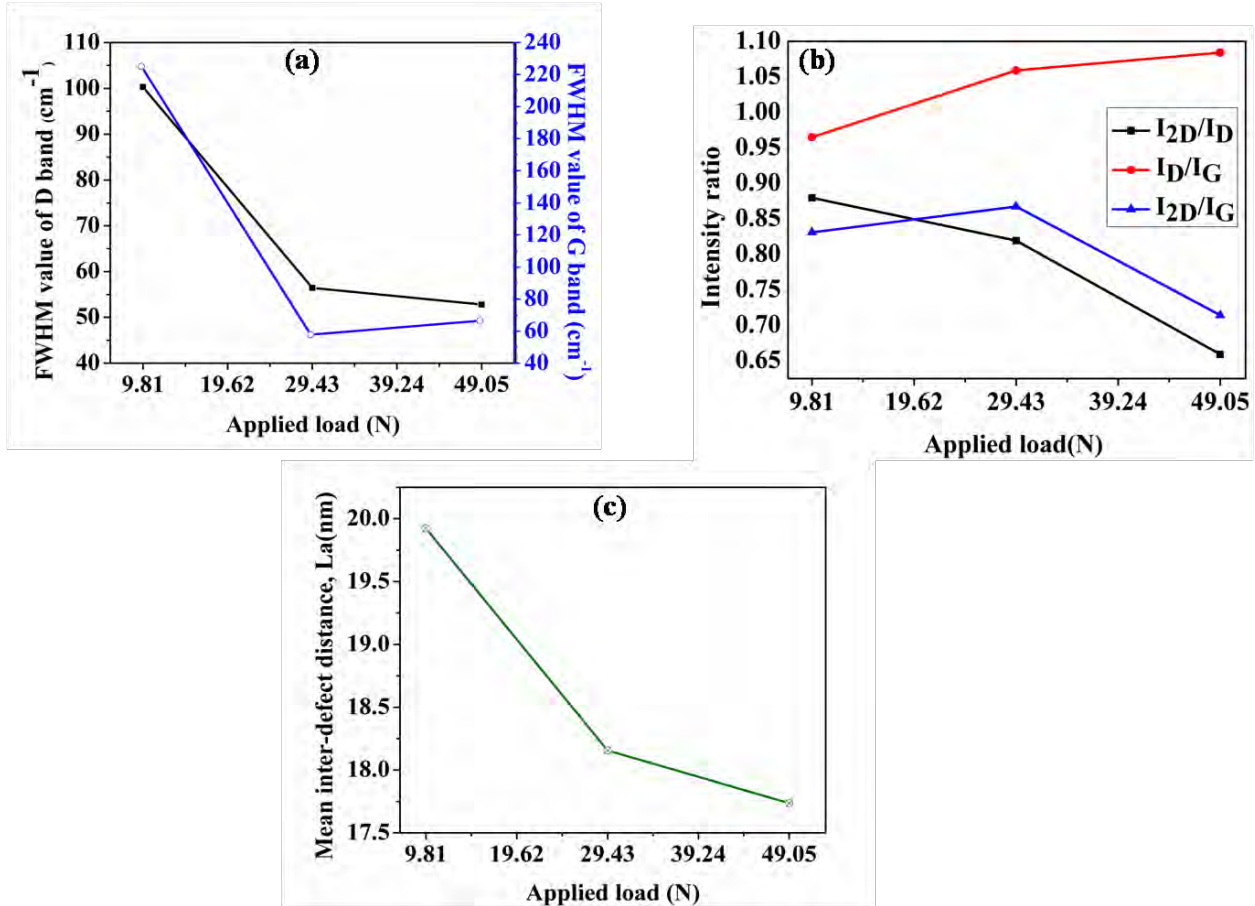 (a)
FWHM value of D band (cm-1)
110
100
90
80
70
60
50
40
240
220
200
180
160
140
120
100
80
60
40
FWHM value of G band (cm-1)
9.81 19.62 29.43 39.24 49.05
Applied load (N)
(b)
Intensity ratio
1.10
1.05
1.00
0.95
0.90
0.85
0.80
0.75
0.70
0.65
I2D/ID
ID/IG
I2D/IG
9.81 19.62 29.43 39.24 49.05
Applied load(N)
(c)
Mean inter-defect distance, La(nm)
20.0
19.5
19.0
18.5
18.0
17.5
9.81 19.62 29.43 39.24 49.05
Applied load (N)